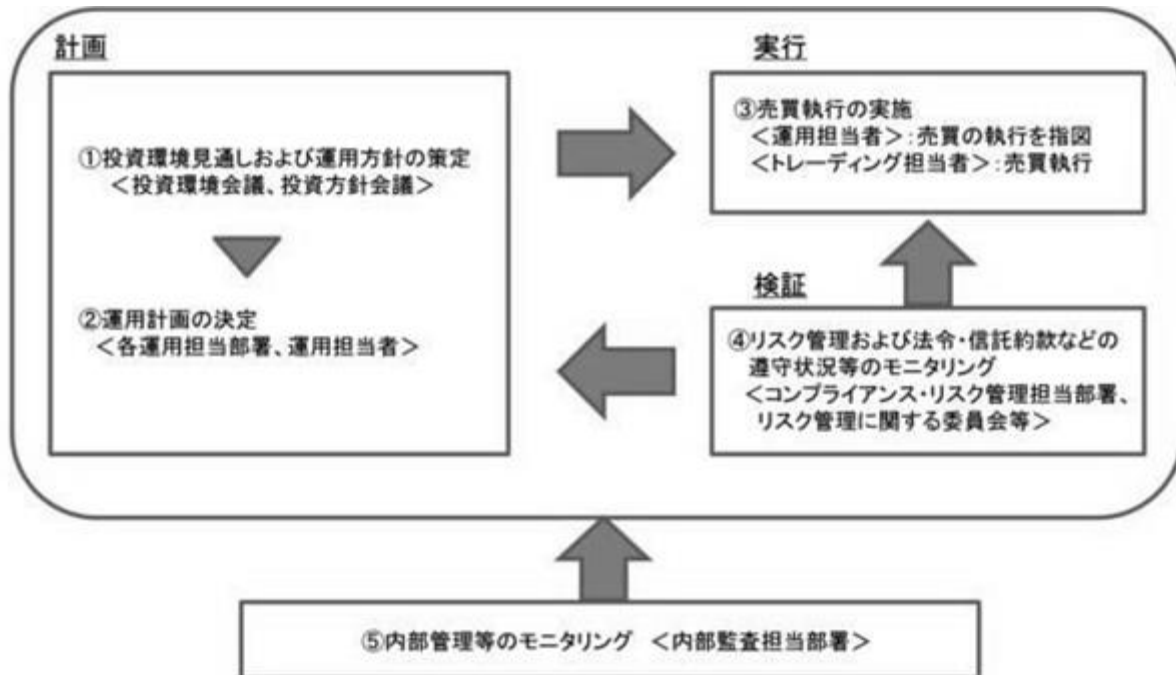 計画
①投資環境見通しおよび運用方針の策定
<投資環境会議、投資方針会議>
②運用計画の決定
<各運用担当部署、運用担当者>
実行
③売買執行の実施
<運用担当者>:売買の執行を指図
<トレーディング担当者>:売買執行
検証
④リスク管理および法令・信託約款などの
遵守状況等のモニタリング
<コンプライアンス・リスク管理担当部署、
リスク管理に関する委員会等>
⑤内部管理等のモニタリング <内部監査担当部署>